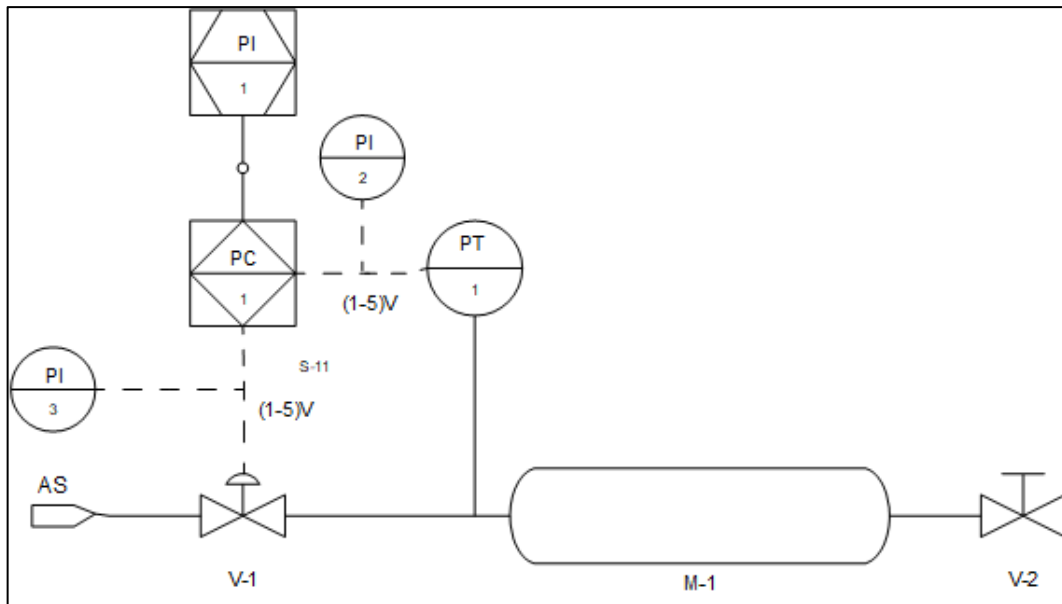 PI
1
PI
2
PC
1
PT
1
(1-5)V
S-11
PI
3
(1-5)V
AS
V-1
M-1
V-2